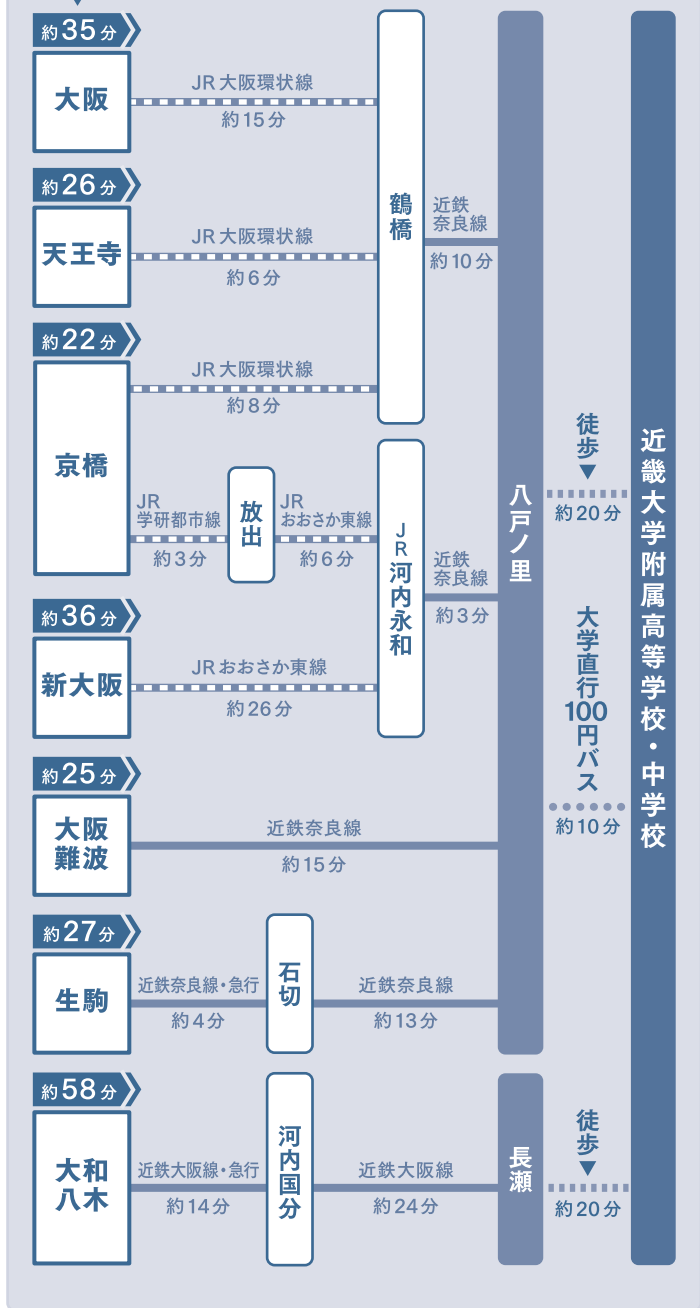 約35分
大阪
JR大阪環状線
約15分
約26分
天王寺
JR大阪環状線
約6分
鶴橋
近鉄
奈良線
約10分
約22分
京橋
JR大阪環状線
約8分
JR
学研都市線
約3分
放出
JR
おおさか東線
約6分
JR河内永和
近鉄
奈良線
約3分
約36分
新大阪
JRおおさか東線
約26分
約25分
大阪
難波
近鉄奈良線
約15分
約27分
生駒
近鉄奈良線・急行
約4分
石切
近鉄奈良線
約13分
八戸ノ里
徒歩
約20分
大学直行100円バス
約10分
約58分
大和
八木
近鉄大阪線・急行
約14分
河内国分
近鉄大阪線
約24分
長瀬
徒歩
約20分
近畿大学附属高等学校・中学校